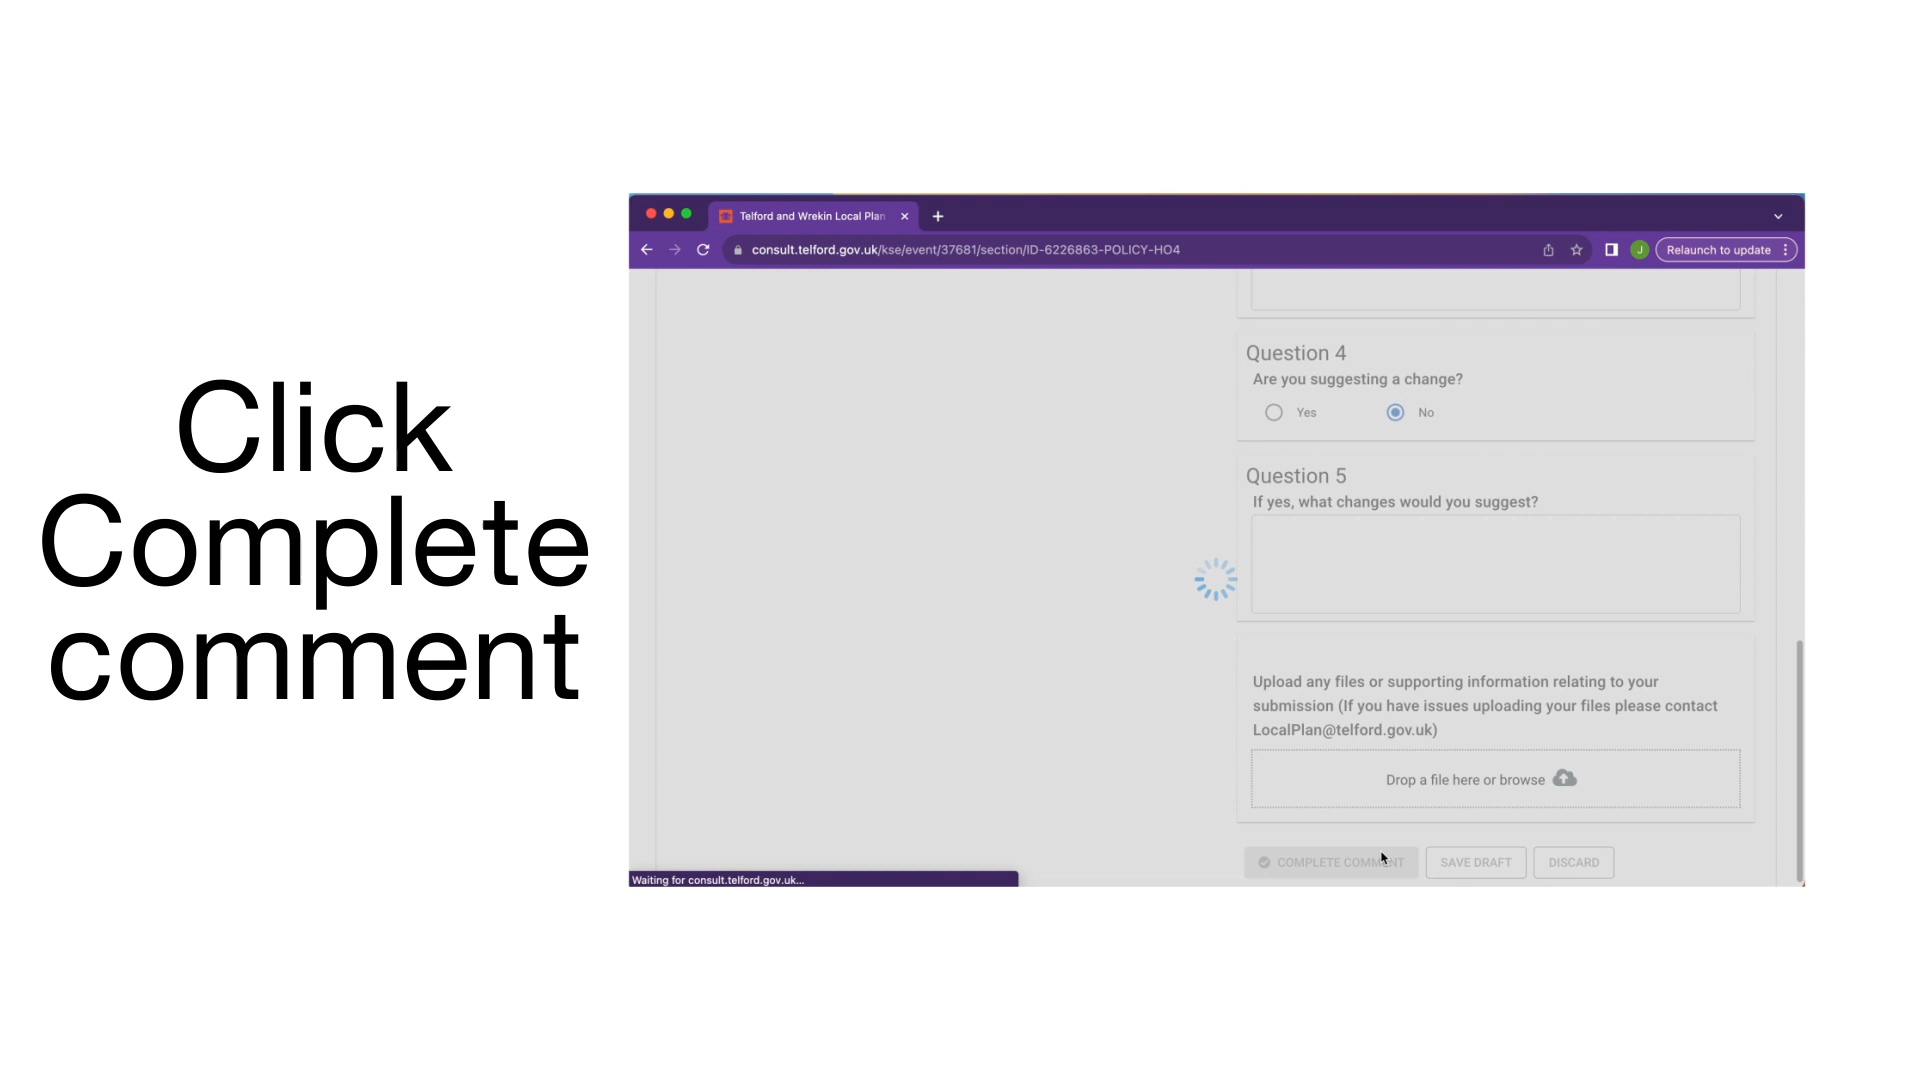 Click
Complete
comment
Telford and Wrekin Local Plan
consult.telford.gov.uk/kse/event/37681/section/ID-6226863-POLICY-HO4
J
Relaunch to update
Question 4
Are you suggesting a change?
Yes
No
Question 5
If yes, what changes would you suggest?
Upload any files or supporting information relating to your
submission (If you have issues uploading your files please contact
LocalPlan@telford.gov.uk)
Drop a file here or browse
COMPLETE COMMENT
SAVE DRAFT
DISCARD
Waiting for consult.telford.gov.uk...